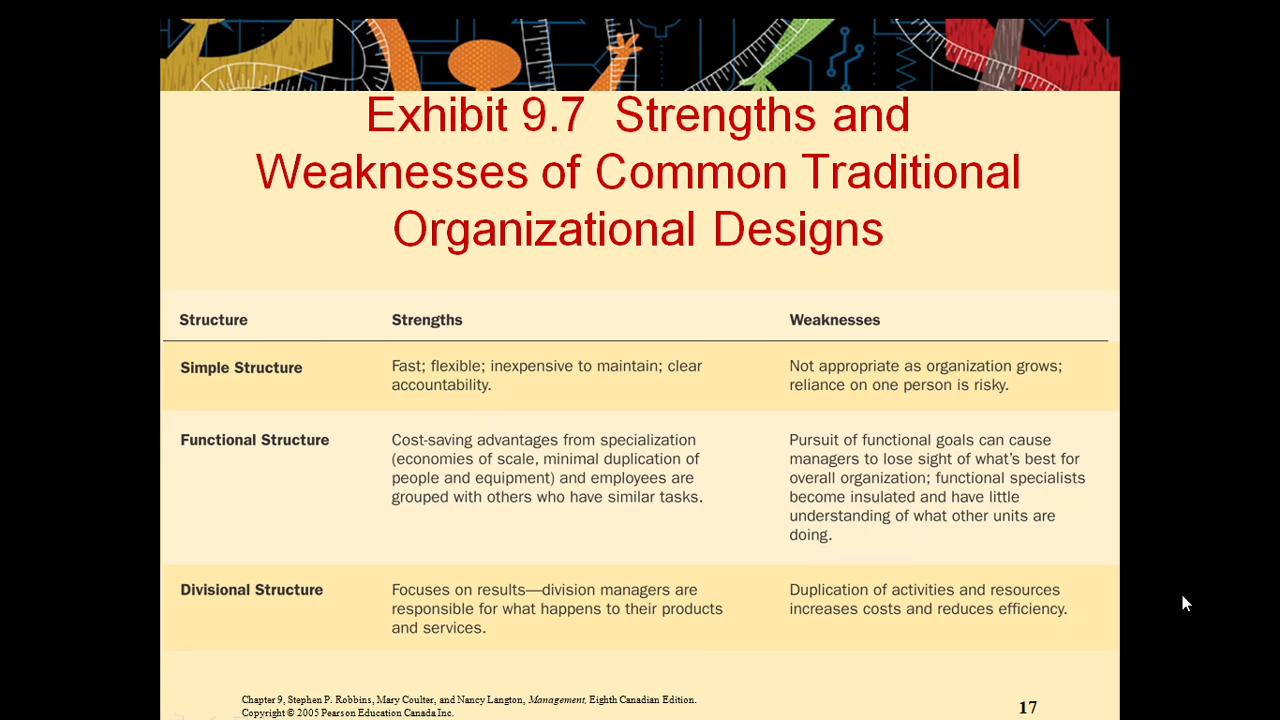 Exhibit 9.7 Strengths and
Weaknesses of Common Traditional
Organizational Designs
Structure Strengths Weaknesses
Simple Structure
Fast; flexible; inexpensive to maintain; clear
accountability.
Not appropriate as organization grows;
reliance on one person is risky.
Functional Structure
Cost-saving advantages from specialization
(economies of scale, minimal duplication of
people and equipment) and employees are
grouped with others who have similar tasks.
Pursuit of functional goals can cause
managers to lose sight of what's best for
overall organization; functional specialists
become insulated and have little
understanding of what other units are
doing.
Divisional Structure
Focuses on results—division managers are
responsible for what happens to their products
and services.
Duplication of activities and resources
increases costs and reduces efficiency.
Chapter 9, Stephen P. Robbins, Mary Coulter, and Nancy Langton, Management, Eighth Canadian Edition.
Copyright © 2005 Pearson Education Canada Inc.
17